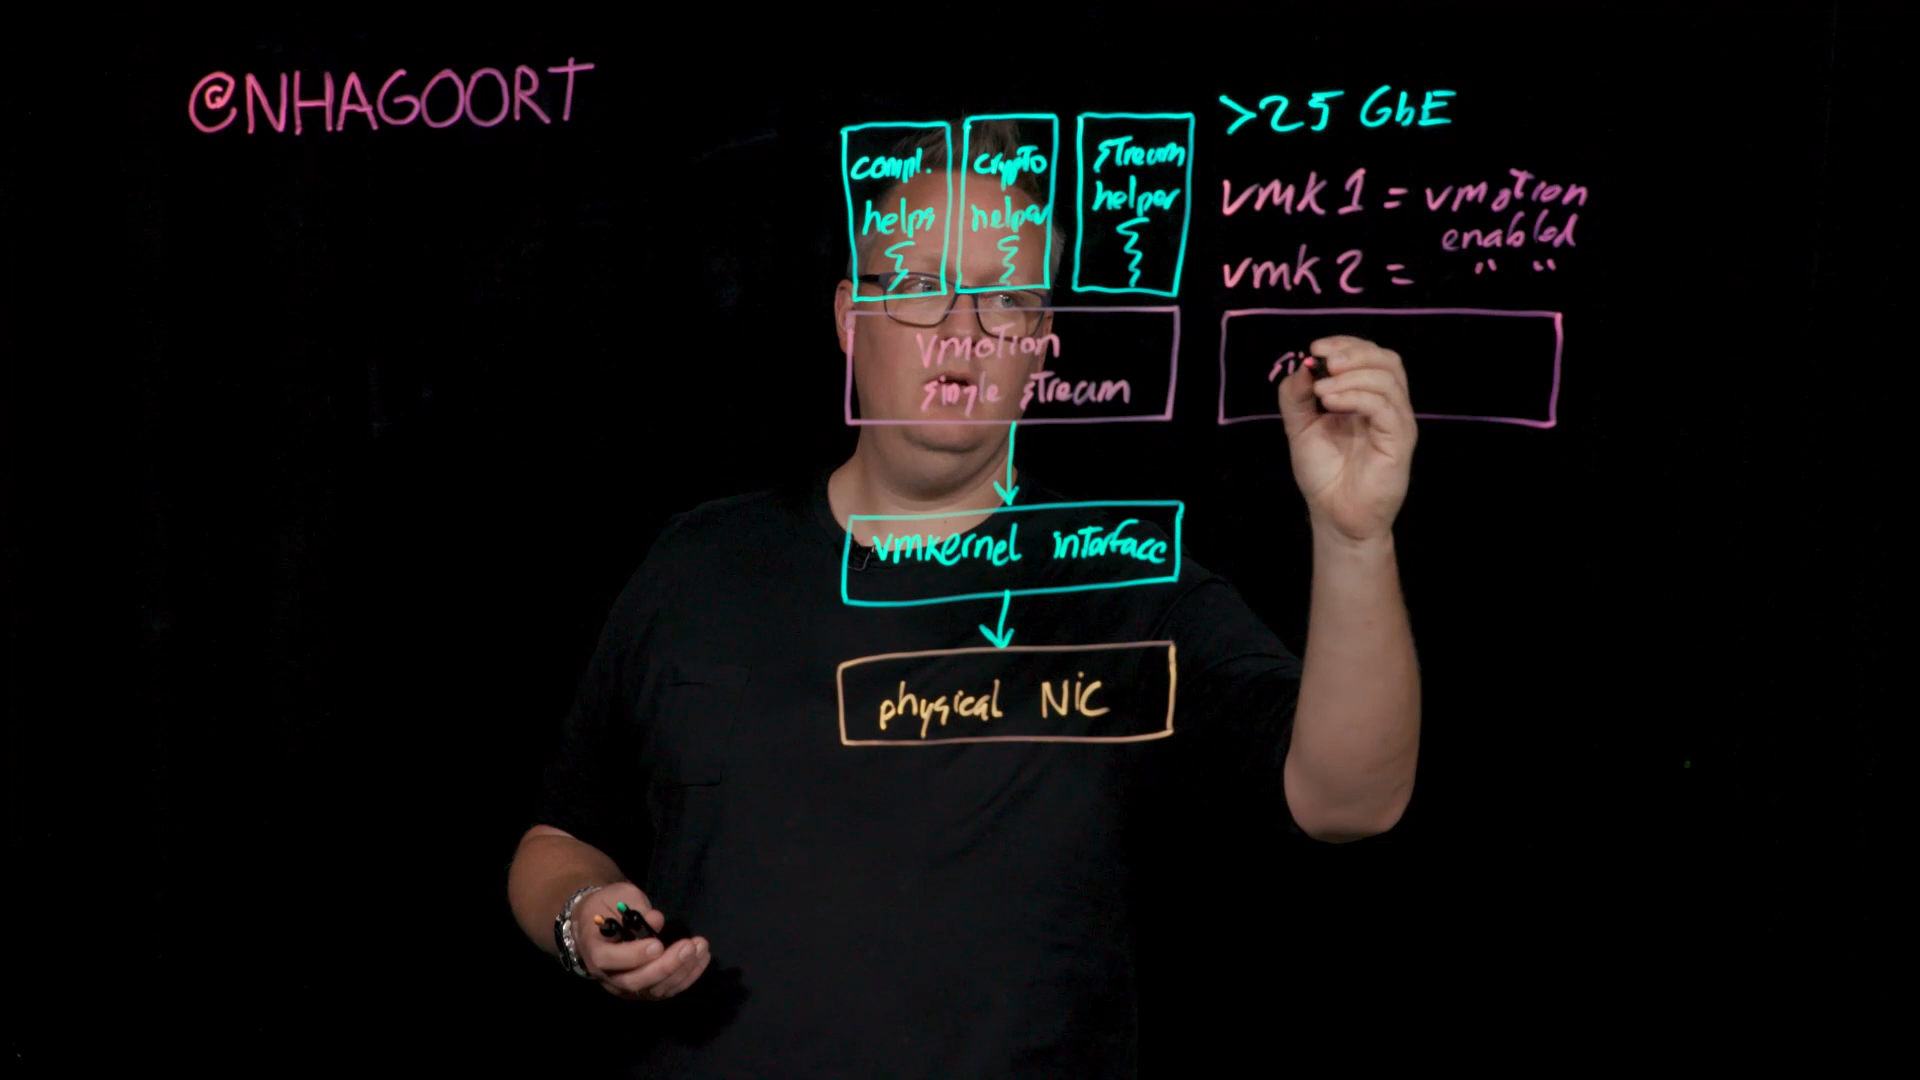 @NHAGOORT
>25 GbE
compl.
helps
crypto
helper
stream
helper
vmk1 = vmotion
enabled
vmk2 = " "
vmotion
single stream
si
vmkernel interface
physical NiC